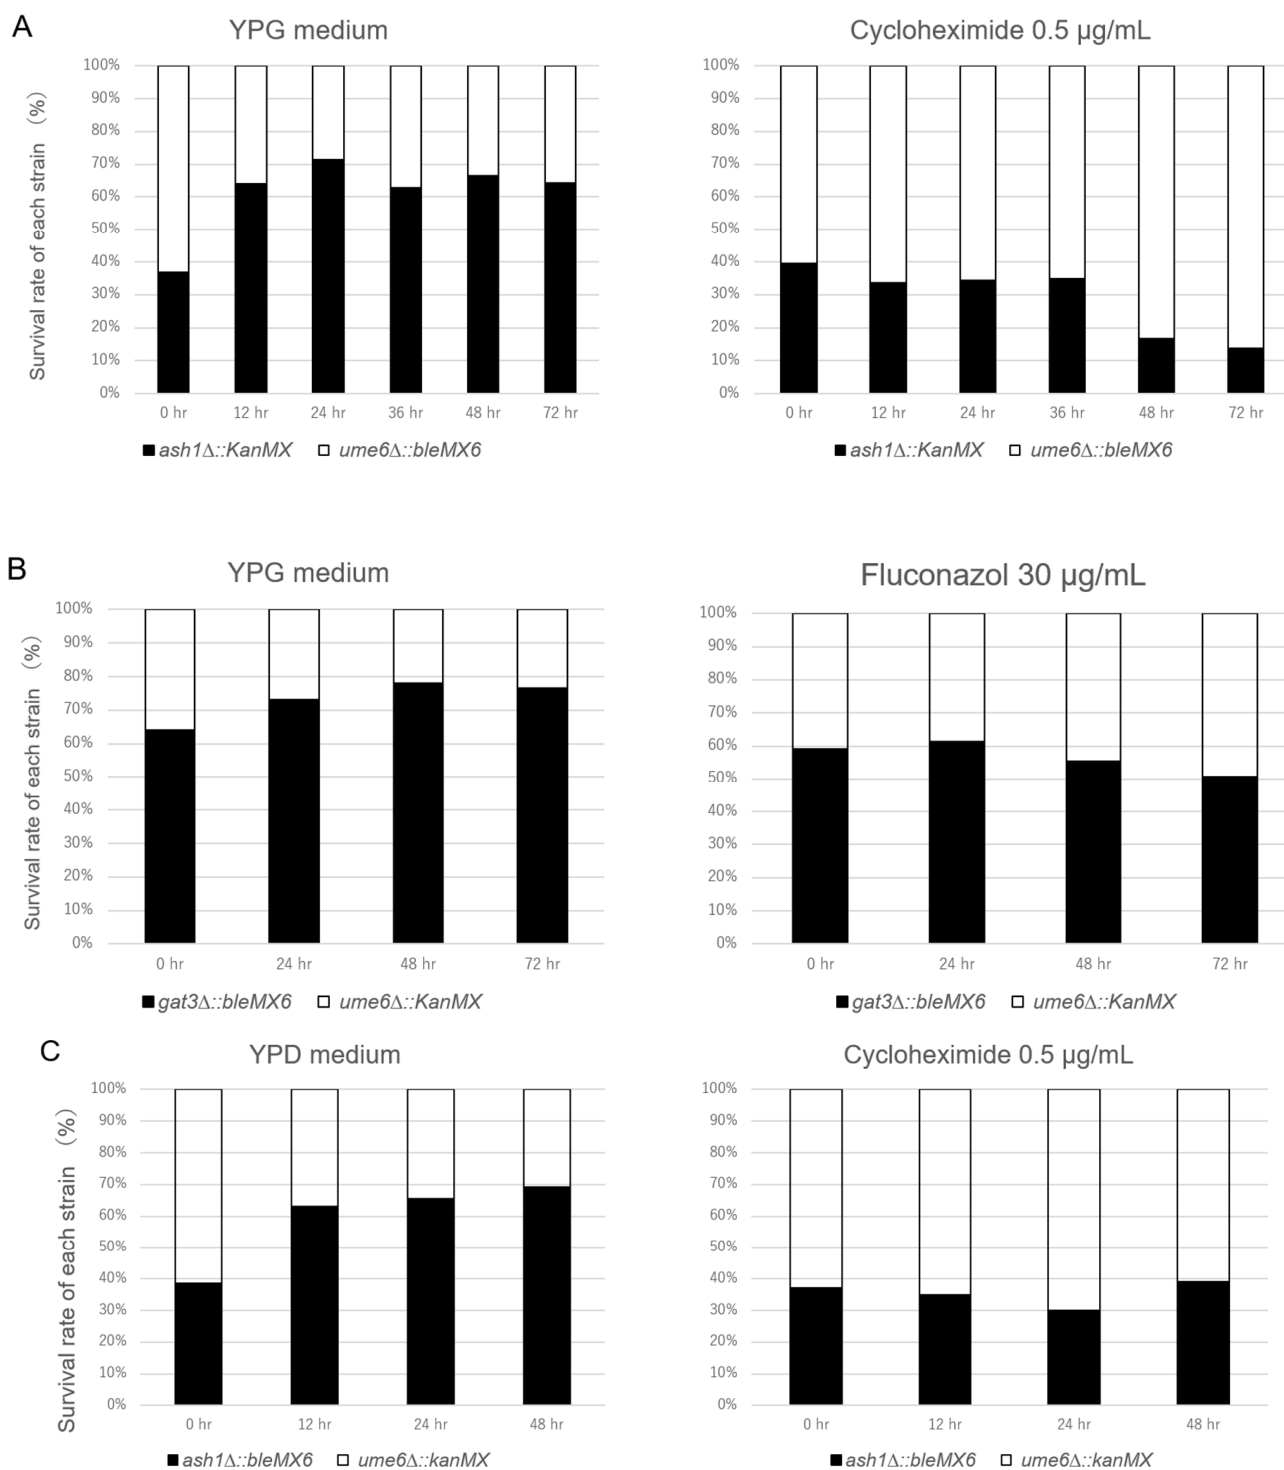 A
YPG medium
Cycloheximide 0.5 μg/mL
Survival rate of each strain (%)
100%
90%
80%
70%
60%
50%
40%
30%
20%
10%
0%
0 hr 12 hr 24 hr 36 hr 48 hr 72 hr
ash1Δ::KanMX ume6Δ::bleMX6
100%
90%
80%
70%
60%
50%
40%
30%
20%
10%
0%
0 hr 12 hr 24 hr 36 hr 48 hr 72 hr
ash1Δ::KanMX ume6Δ::bleMX6
B
YPG medium
Fluconazol 30 μg/mL
Survival rate of each strain (%)
100%
90%
80%
70%
60%
50%
40%
30%
20%
10%
0%
0 hr 24 hr 48 hr 72 hr
gat3Δ::bleMX6 ume6Δ::KanMX
100%
90%
80%
70%
60%
50%
40%
30%
20%
10%
0%
0 hr 24 hr 48 hr 72 hr
gat3Δ::bleMX6 ume6Δ::KanMX
C
YPD medium
Cycloheximide 0.5 μg/mL
Survival rate of each strain (%)
100%
90%
80%
70%
60%
50%
40%
30%
20%
10%
0%
0 hr 12 hr 24 hr 48 hr
ash1Δ::bleMX6 ume6Δ::kanMX
100%
90%
80%
70%
60%
50%
40%
30%
20%
10%
0%
0 hr 12 hr 24 hr 48 hr
ash1Δ::bleMX6 ume6Δ::kanMX